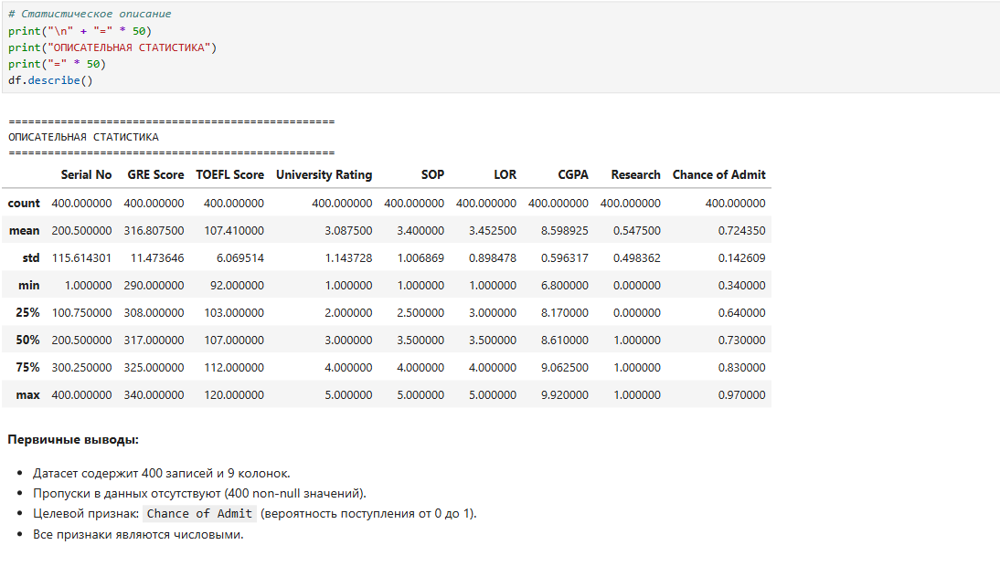 # Статистическое описание
print("\n" + "=" * 50)
print("ОПИСАТЕЛЬНАЯ СТАТИСТИКА")
print("=" * 50)
df.describe()
==================================================
ОПИСАТЕЛЬНАЯ СТАТИСТИКА
==================================================
Serial No GRE Score TOEFL Score University Rating SOP LOR CGPA Research Chance of Admit
count 400.000000 400.000000 400.000000 400.000000 400.000000 400.000000 400.000000 400.000000 400.000000
mean 200.500000 316.807500 107.410000 3.087500 3.400000 3.452500 8.598925 0.547500 0.724350
std 115.614301 11.473646 6.069514 1.143728 1.006869 0.898478 0.596317 0.498362 0.142609
min 1.000000 290.000000 92.000000 1.000000 1.000000 1.000000 6.800000 0.000000 0.340000
25% 100.750000 308.000000 103.000000 2.000000 2.500000 3.000000 8.170000 0.000000 0.640000
50% 200.500000 317.000000 107.000000 3.000000 3.500000 3.500000 8.610000 1.000000 0.730000
75% 300.250000 325.000000 112.000000 4.000000 4.000000 4.000000 9.062500 1.000000 0.830000
max 400.000000 340.000000 120.000000 5.000000 5.000000 5.000000 9.920000 1.000000 0.970000
Первичные выводы:
• Датасет содержит 400 записей и 9 колонок.
• Пропуски в данных отсутствуют (400 non-null значений).
• Целевой признак: Chance of Admit (вероятность поступления от 0 до 1).
• Все признаки являются числовыми.